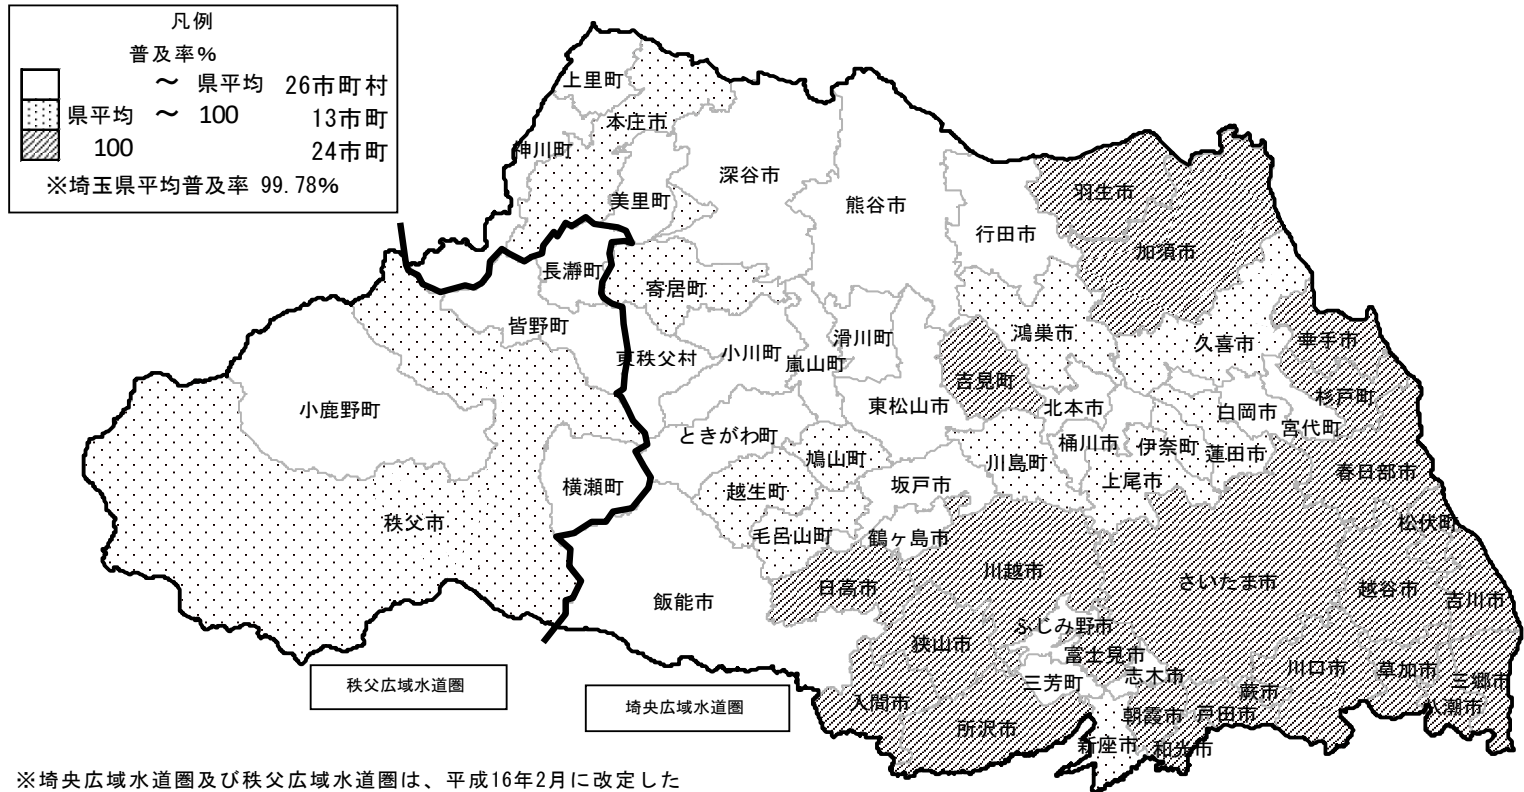 凡例
普及率%
～ 県平均 26市町村
県平均 ～ 100 13市町
100 24市町
※埼玉県平均普及率 99.78%
上里町
本庄市
神川町
美里町
深谷市
熊谷市
行田市
羽生市
加須市
長瀞町
寄居町
皆野町
東秩父村
小川町
嵐山町
滑川町
吉見町
鴻巣市
久喜市
幸手市
小鹿野町
東松山市
北本市
白岡市
杉戸町
宮代町
ときがわ町
鳩山町
川島町
桶川市
伊奈町
蓮田市
春日部市
横瀬町
越生町
坂戸市
上尾市
秩父市
毛呂山町
鶴ヶ島市
松伏町
飯能市
日高市
川越市
さいたま市
越谷市
吉川市
狭山市
ふじみ野市
富士見市
三芳町
志木市
川口市
草加市
三郷市
入間市
所沢市
朝霞市
戸田市
蕨市
八潮市
新座市
和光市
秩父広域水道圏
埼央広域水道圏
※埼央広域水道圏及び秩父広域水道圏は、平成16年2月に改定した